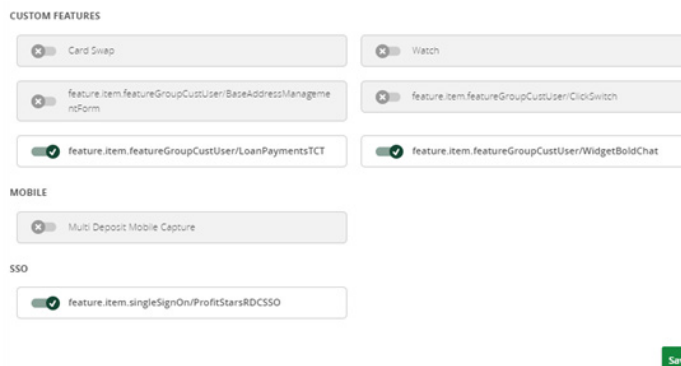 CUSTOM FEATURES
Card Swap
Watch
feature.item.featureGroupCustUser/BaseAddressManageme
ntForm
feature.item.featureGroupCustUser/ClickSwitch
feature.item.featureGroupCustUser/LoanPaymentsTCT
feature.item.featureGroupCustUser/WidgetBoldChat
MOBILE
Multi Deposit Mobile Capture
SSO
feature.item.singleSignOn/ProfitStarsRDCSSO